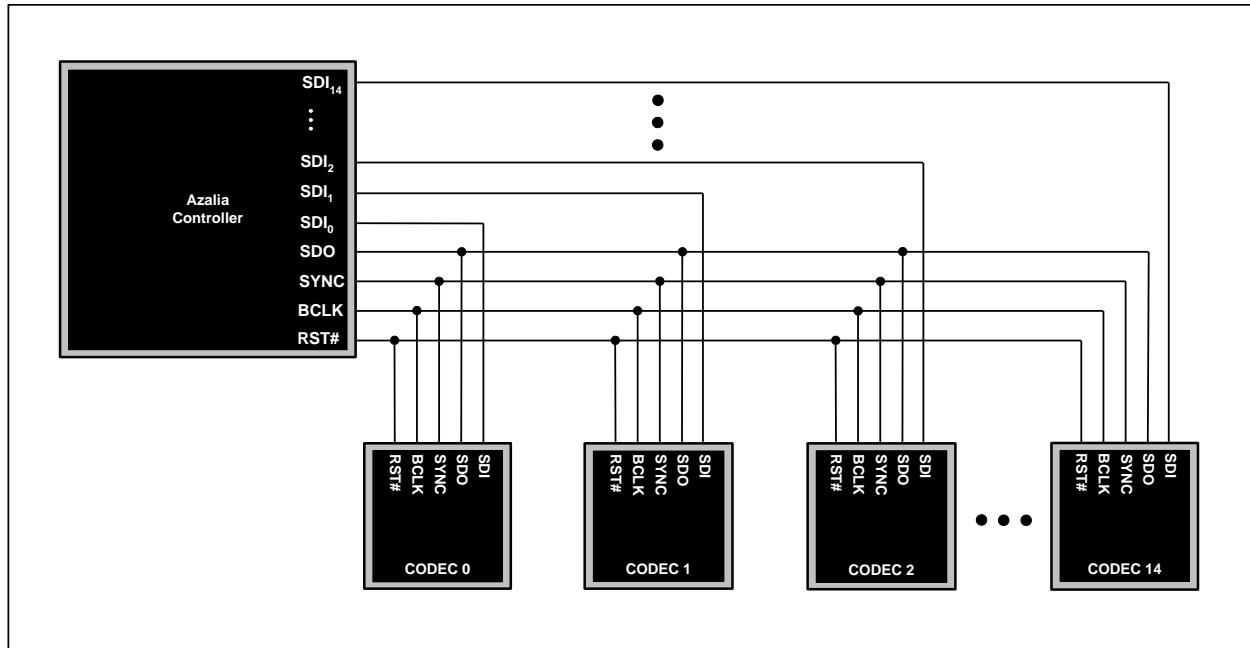 SDI14
⋮
SDI2
SDI1
SDI0
SDO
SYNC
BCLK
RST#
Azalia
Controller
RST#
BCLK
SYNC
SDO
SDI
CODEC 0
RST#
BCLK
SYNC
SDO
SDI
CODEC 1
RST#
BCLK
SYNC
SDO
SDI
CODEC 2
RST#
BCLK
SYNC
SDO
SDI
CODEC 14